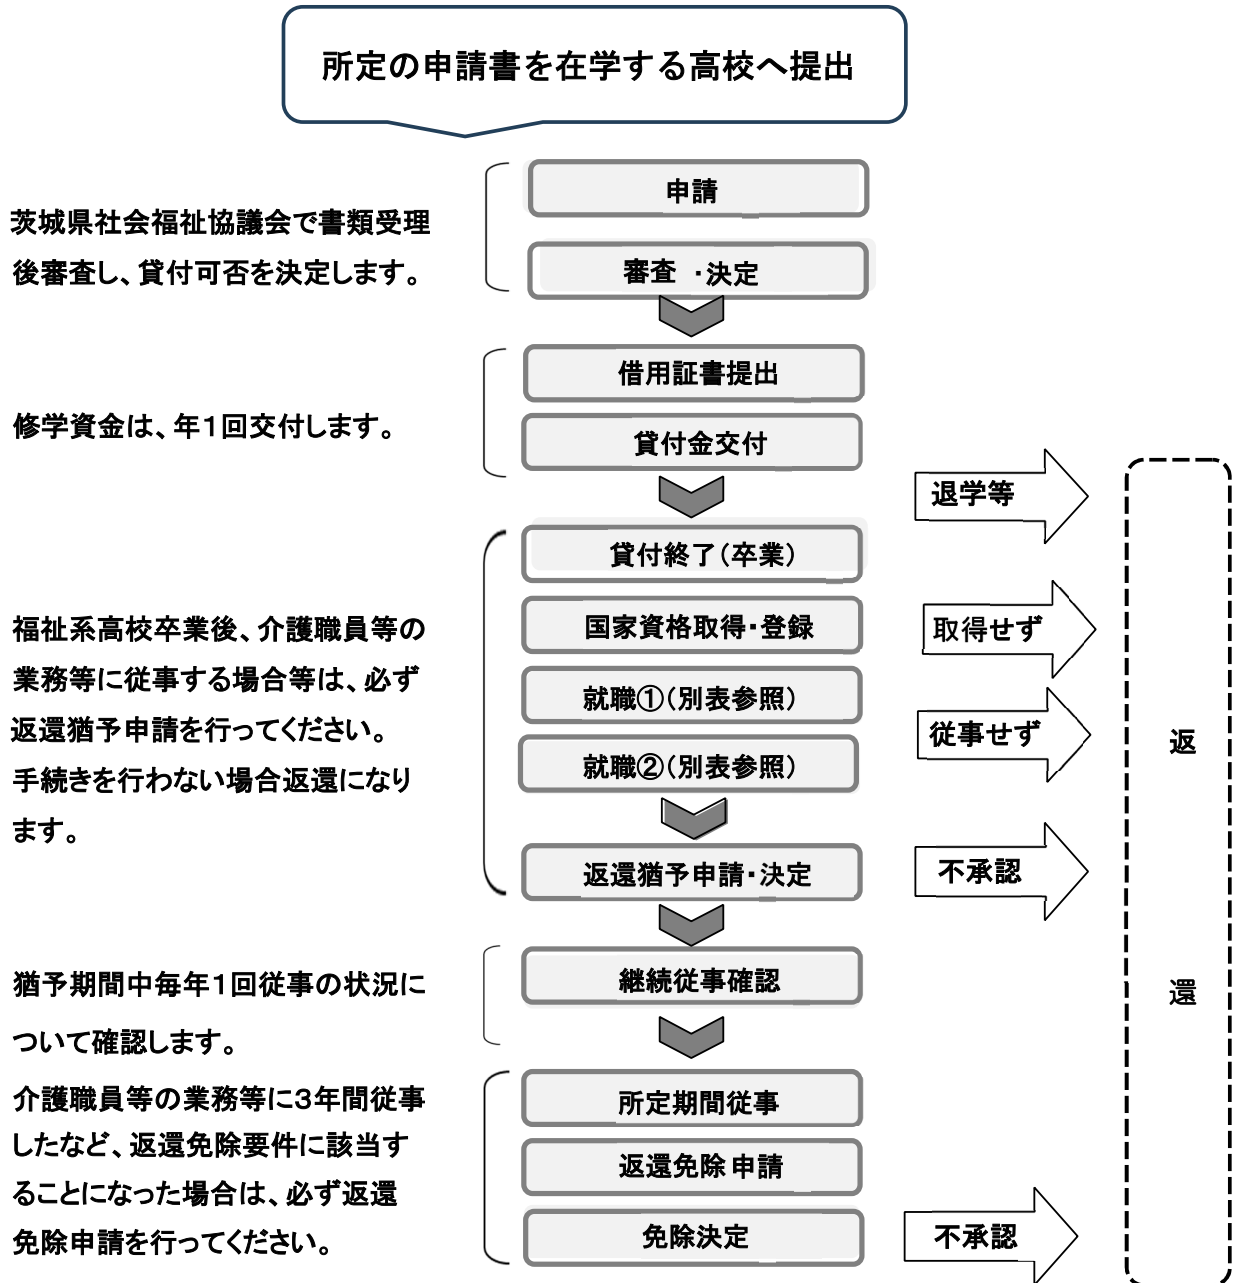 所定の申請書を在学する高校へ提出
申請
茨城県社会福祉協議会で書類受理
後審査し、貸付可否を決定します。
審査・決定
借用証書提出
修学資金は、年1回交付します。
貸付金交付
退学等
貸付終了(卒業)
福祉系高校卒業後、介護職員等の
業務等に従事する場合等は、必ず
返還猶予申請を行ってください。
手続きを行わない場合返還になり
ます。
国家資格取得・登録
取得せず
就職①(別表参照)
従事せず
就職②(別表参照)
返還猶予申請・決定
不承認
猶予期間中毎年1回従事の状況に
ついて確認します。
継続従事確認
介護職員等の業務等に3年間従事
したなど、返還免除要件に該当す
ることになった場合は、必ず返還
免除申請を行ってください。
所定期間従事
返還免除申請
免除決定
不承認
返
還